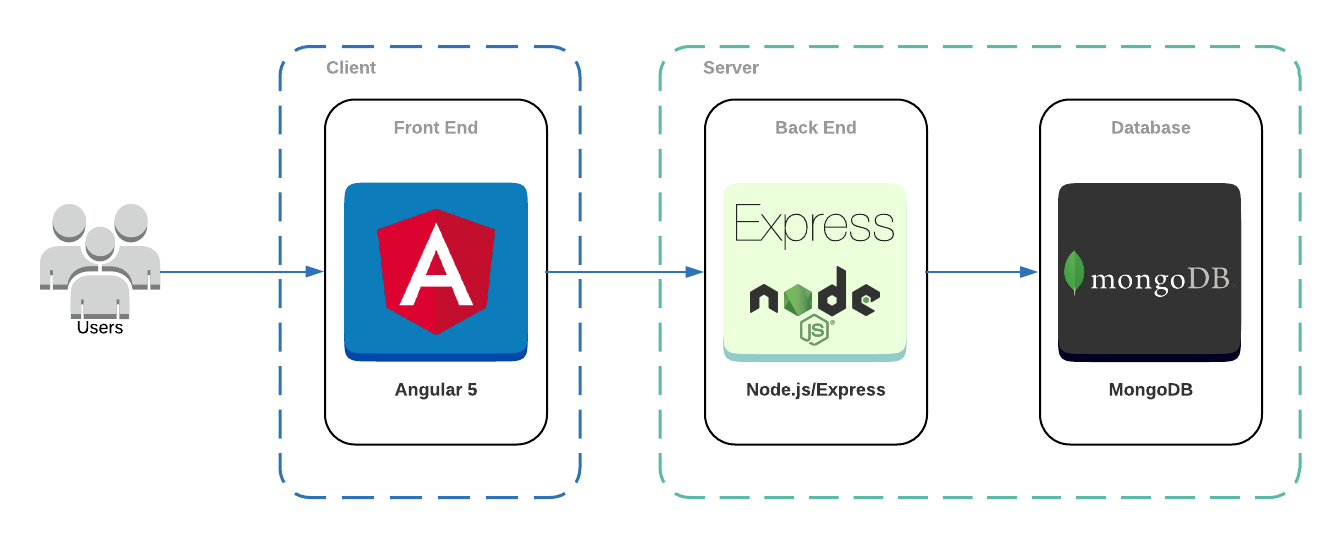 Client
Server
Front End
Back End
Database
Express
node
JS
mongoDB
Users
Angular 5
Node.js/Express
MongoDB